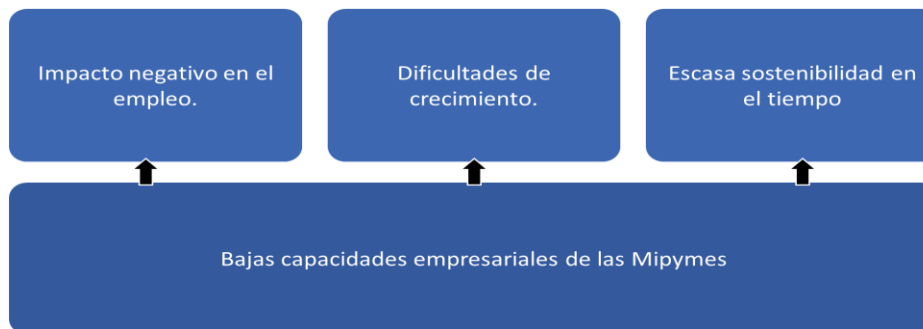 Impacto negativo en el
empleo.
Dificultades de
crecimiento.
Escasa sostenibilidad en
el tiempo
Bajas capacidades empresariales de las Mipymes